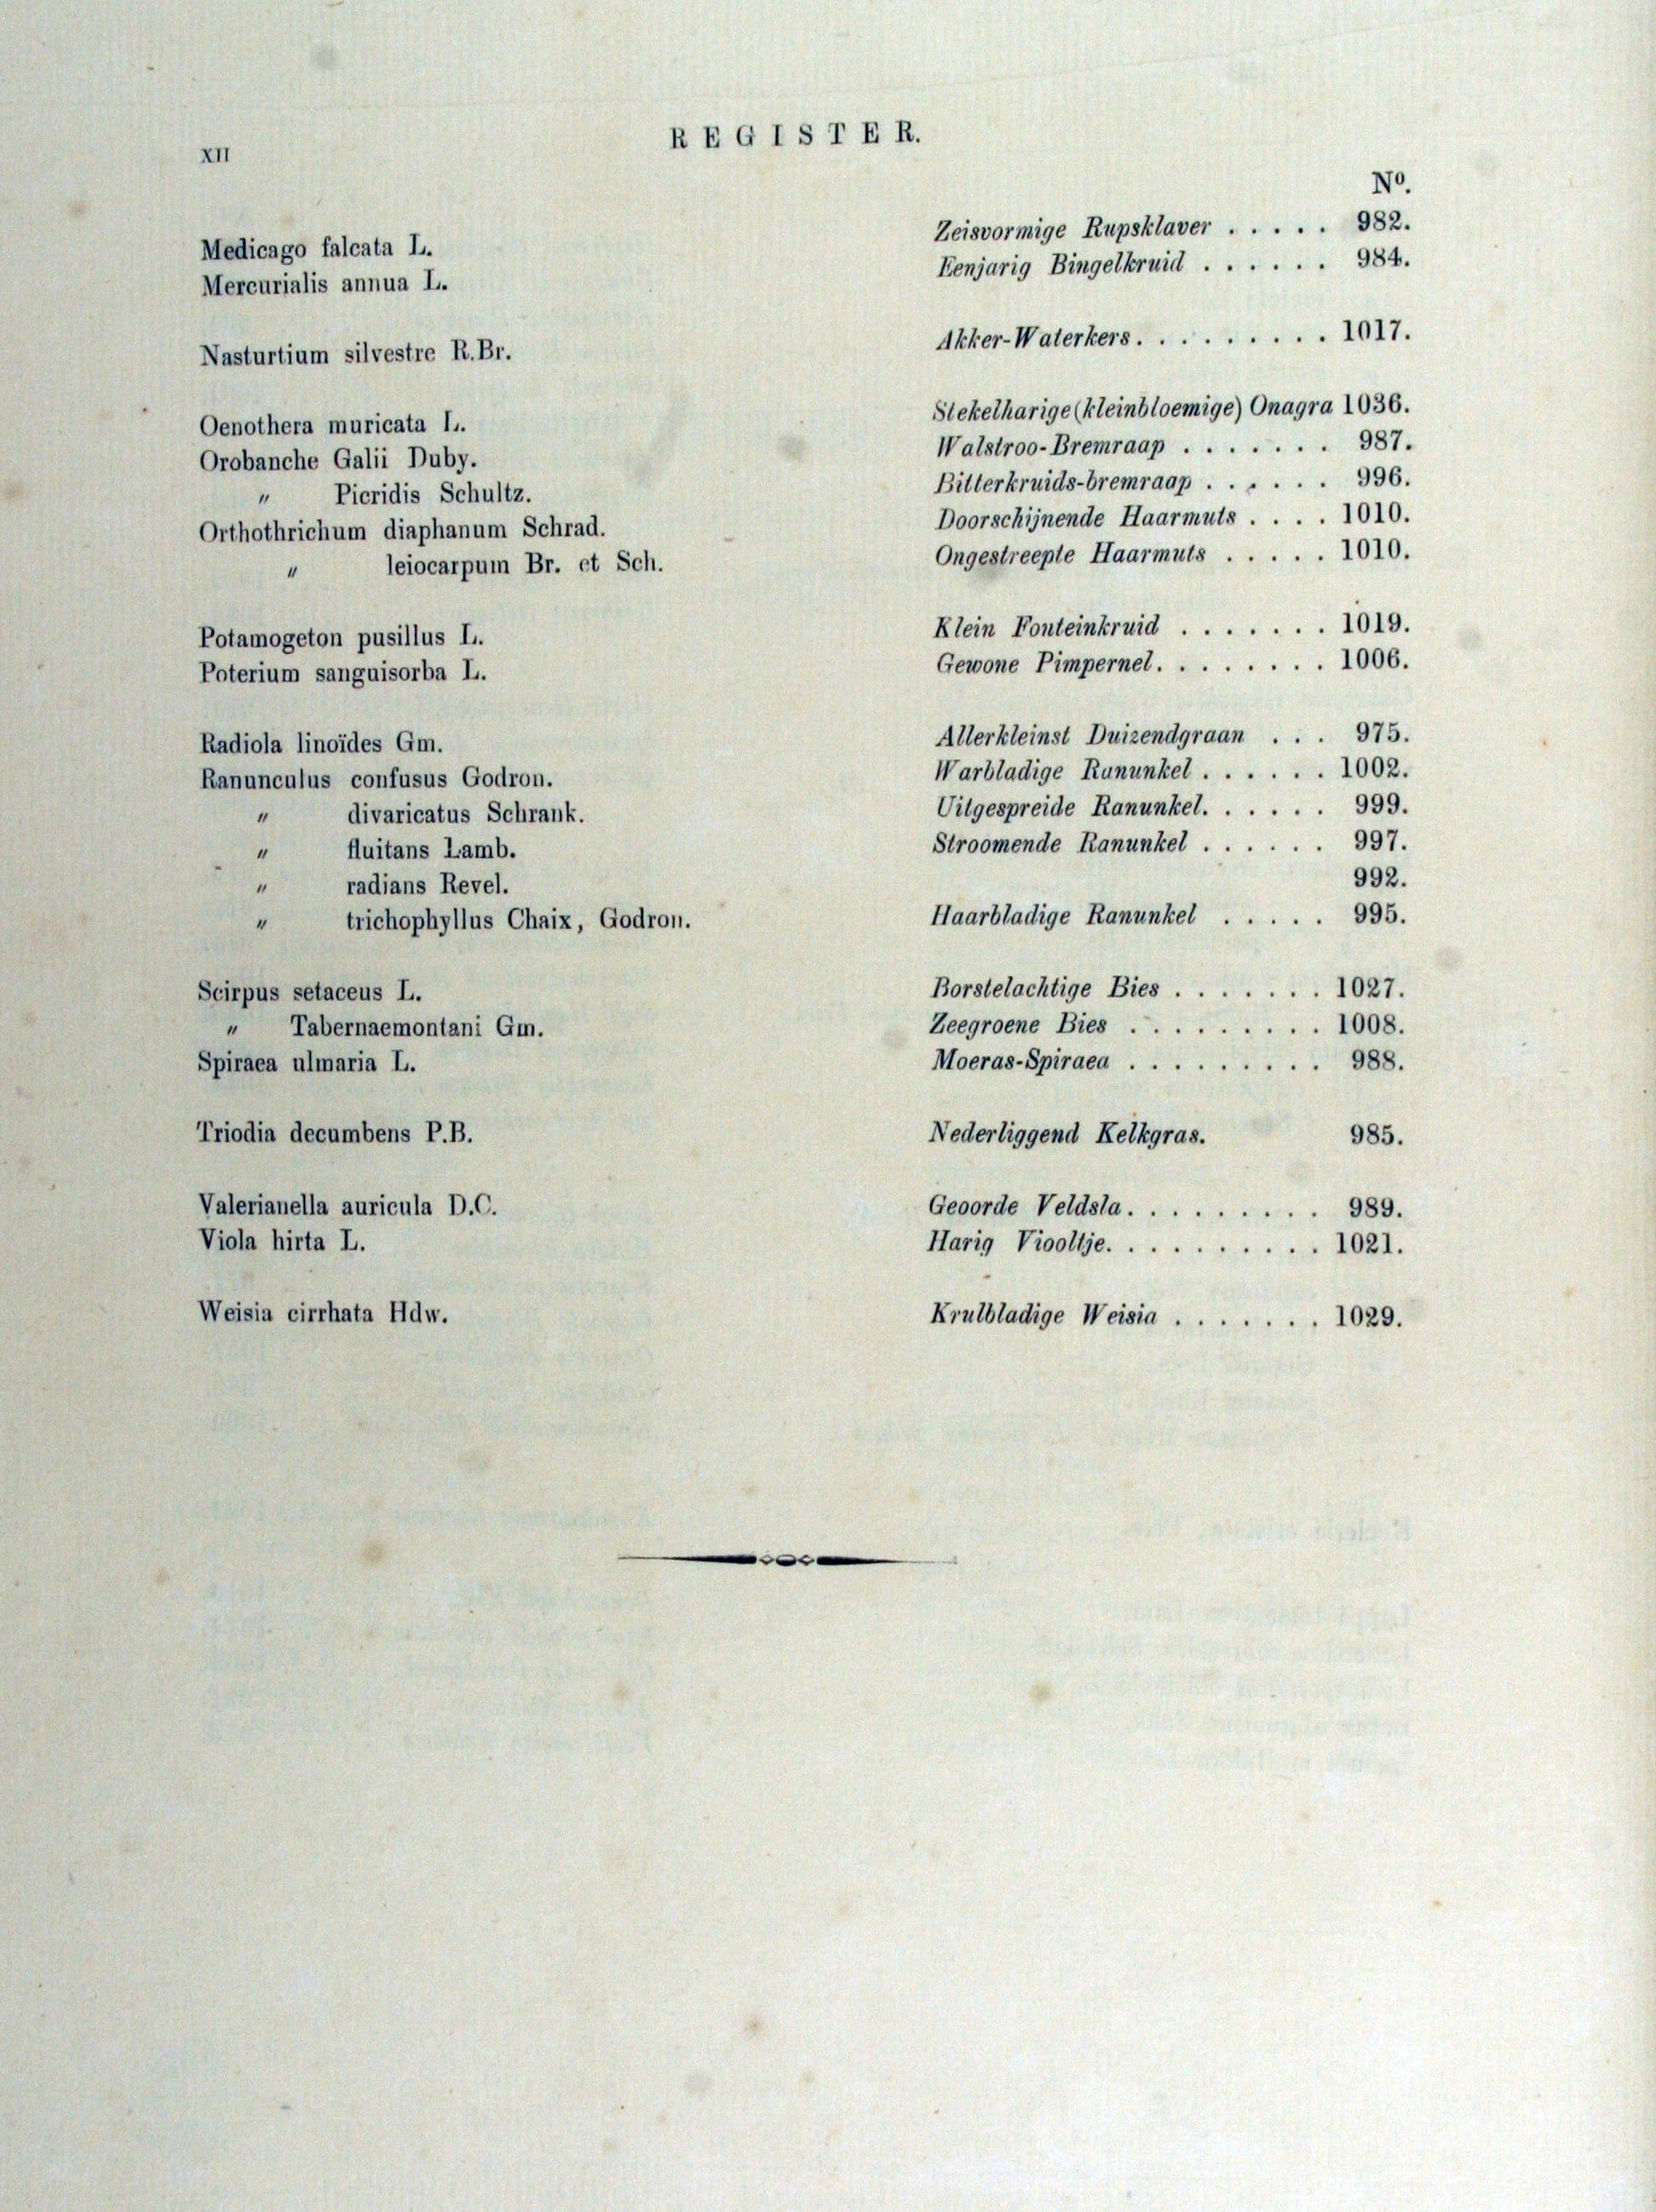 XII
REGISTER.
No.
Medicago falcata L. Zeisvormige Rupsklaver . . . . . 982.
Mercurialis annua L. Eenjarig Bingelkruid . . . . . . 984.
Nasturtium silvestre R.Br. Akker-Waterkers. . . . . . . . . . 1017.
Oenothera muricata L. Stekelharige (kleinbloemige) Onagra 1036.
Orobanche Galii Duby. Walstroo-Bremraap . . . . . . . 987.
" Picridis Schultz. Bitterkruids-bremraap . . . . . . 996.
Orthothrichum diaphanum Schrad. Doorschijnende Haarmuts . . . . 1010.
" leiocarpum Br. et Sch. Ongestreepte Haarmuts . . . . . 1010.
Potamogeton pusillus L. Klein Fonteinkruid . . . . . . . 1019.
Poterium sanguisorba L. Gewone Pimpernel. . . . . . . . 1006.
Radiola linoïdes Gm. Allerkleinst Duizendgraan . . . 975.
Ranunculus confusus Godron. Warbladige Ranunkel . . . . . . 1002.
" divaricatus Schrank. Uitgespreide Ranunkel. . . . . . 999.
" fluitans Lamb. Stroomende Ranunkel . . . . . . 997.
" radians Revel. 992.
" trichophyllus Chaix, Godron. Haarbladige Ranunkel . . . . . 995.
Scirpus setaceus L. Borstelachtige Bies . . . . . . . 1027.
" Tabernaemontani Gm. Zeegroene Bies . . . . . . . . . 1008.
Spiraea ulmaria L. Moeras-Spiraea . . . . . . . . . 988.
Triodia decumbens P.B. Nederliggend Kelkgras. 985.
Valerianella auricula D.C. Geoorde Veldsla. . . . . . . . . . 989.
Viola hirta L. Harig Viooltje. . . . . . . . . . . 1021.
Weisia cirrhata Hdw. Krulbladige Weisia . . . . . . . 1029.